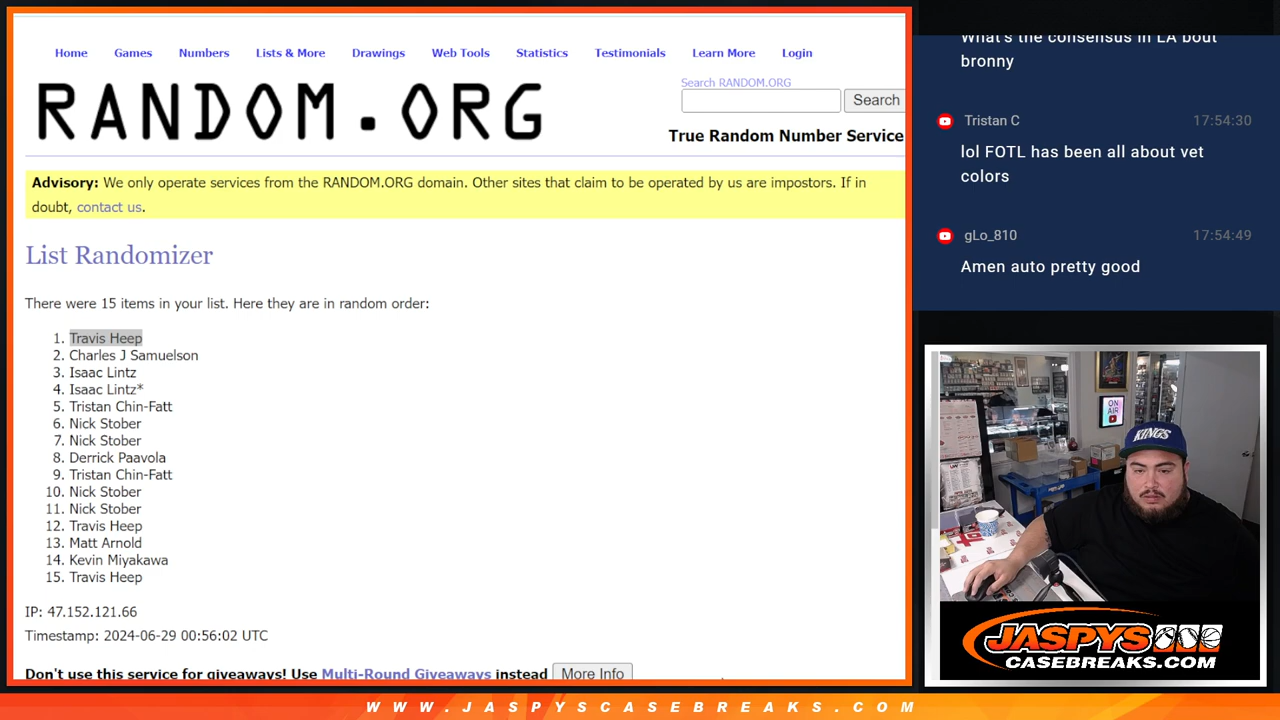 Home Games Numbers Lists & More Drawings Web Tools Statistics Testimonials Learn More Login
RANDOM.ORG
Search RANDOM.ORG
Search
True Random Number Service
Advisory: We only operate services from the RANDOM.ORG domain. Other sites that claim to be operated by us are impostors. If in
doubt, contact us.
List Randomizer
There were 15 items in your list. Here they are in random order:
1. Travis Heep
2. Charles J Samuelson
3. Isaac Lintz
4. Isaac Lintz*
5. Tristan Chin-Fatt
6. Nick Stober
7. Nick Stober
8. Derrick Paavola
9. Tristan Chin-Fatt
10. Nick Stober
11. Nick Stober
12. Travis Heep
13. Matt Arnold
14. Kevin Miyakawa
15. Travis Heep
IP: 47.152.121.66
Timestamp: 2024-06-29 00:56:02 UTC
Don't use this service for giveaways! Use Multi-Round Giveaways instead More Info
What's the consensus in LA bout
bronny
Tristan C 17:54:30
lol FOTL has been all about vet
colors
gLo_810 17:54:49
Amen auto pretty good
ON
AIR
KINGS
JASPYS
CASEBREAKS.COM
WWW.JASPYSCASEBREAKS.COM